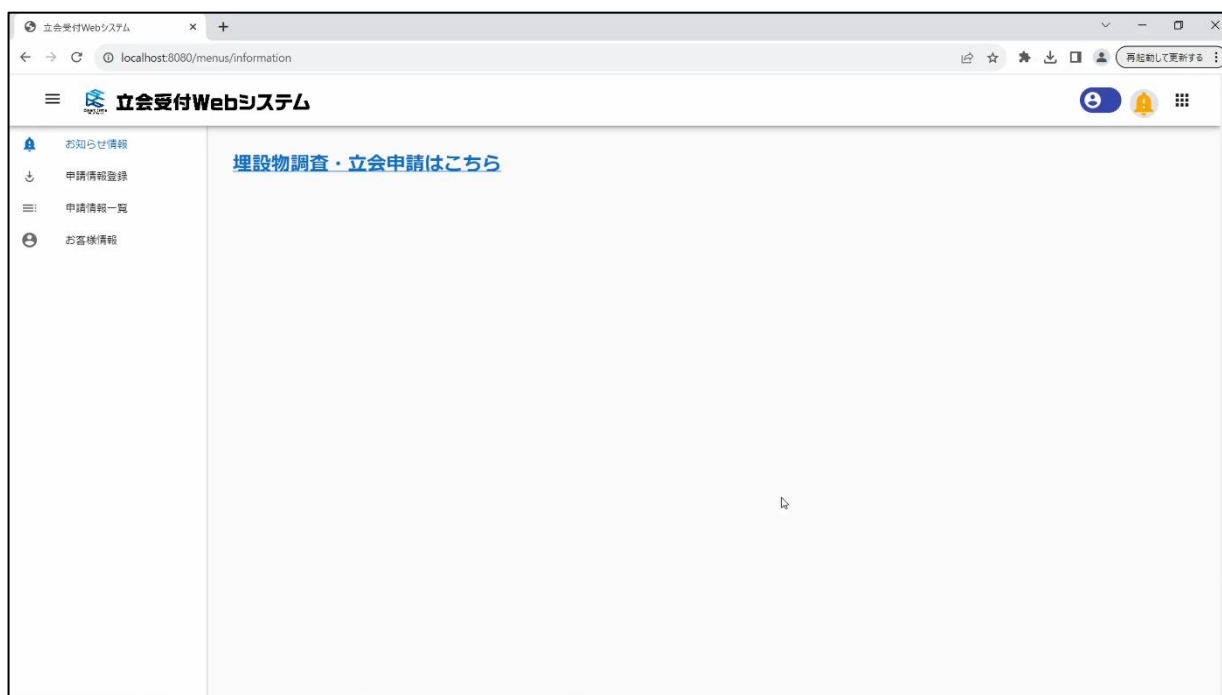 立会受付Webシステム
localhost:8080/menus/information
再起動して更新する
立会受付Webシステム
お知らせ情報
埋設物調査・立会申請はこちら
申請情報登録
申請情報一覧
お客様情報